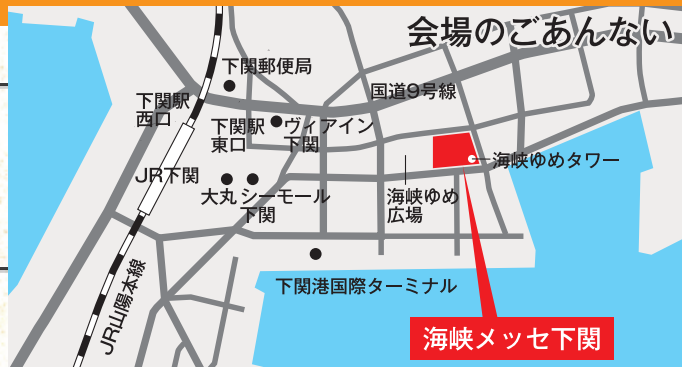 会場のごあんない
下関郵便局
国道9号線
下関駅
西口
下関駅
東口
ヴィアイン
下関
海峡ゆめタワー
JR下関
大丸
シーモール
下関
海峡ゆめ
広場
下関港国際ターミナル
JR山陽本線
海峡メッセ下関